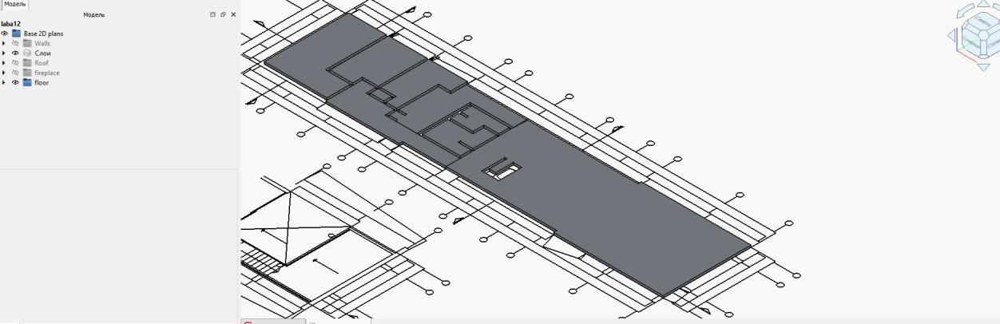 Модель
Модель
laba12
Base 2D plans
Walls
Слои
Roof
fireplace
floor